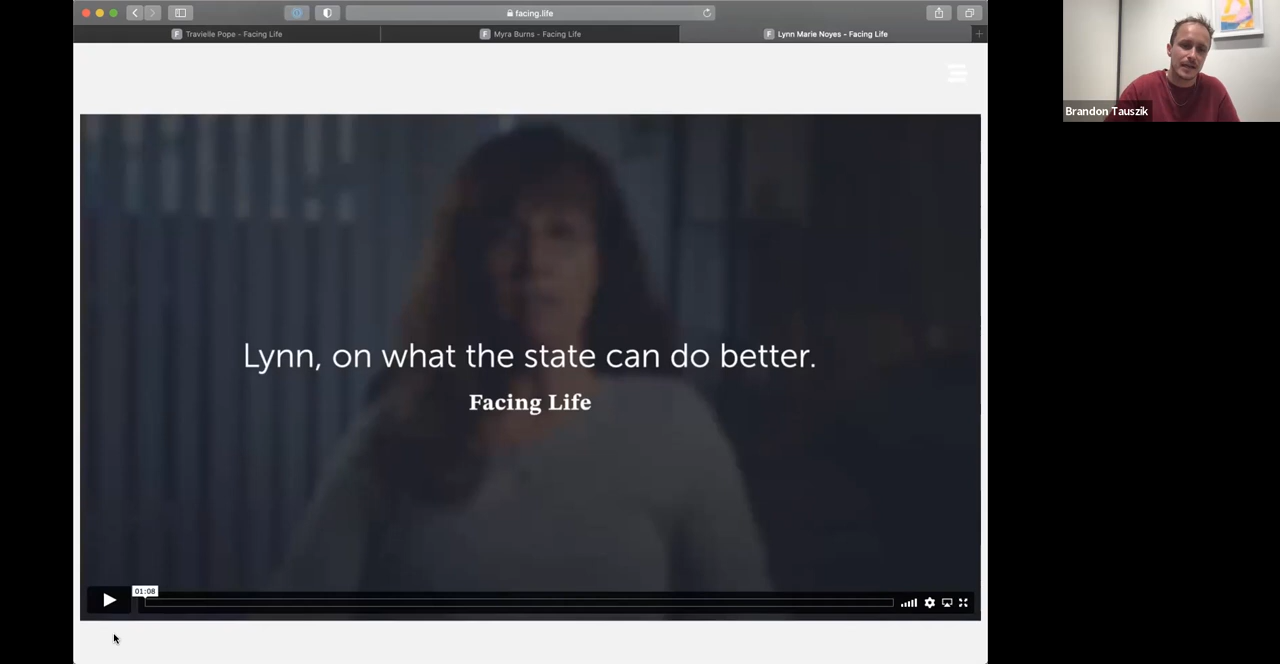 facing.life
Travielle Pope - Facing Life
Myra Burns - Facing Life
Lynn Marie Noyes - Facing Life
Brandon Tauszik
Lynn, on what the state can do better.
Facing Life
01:08